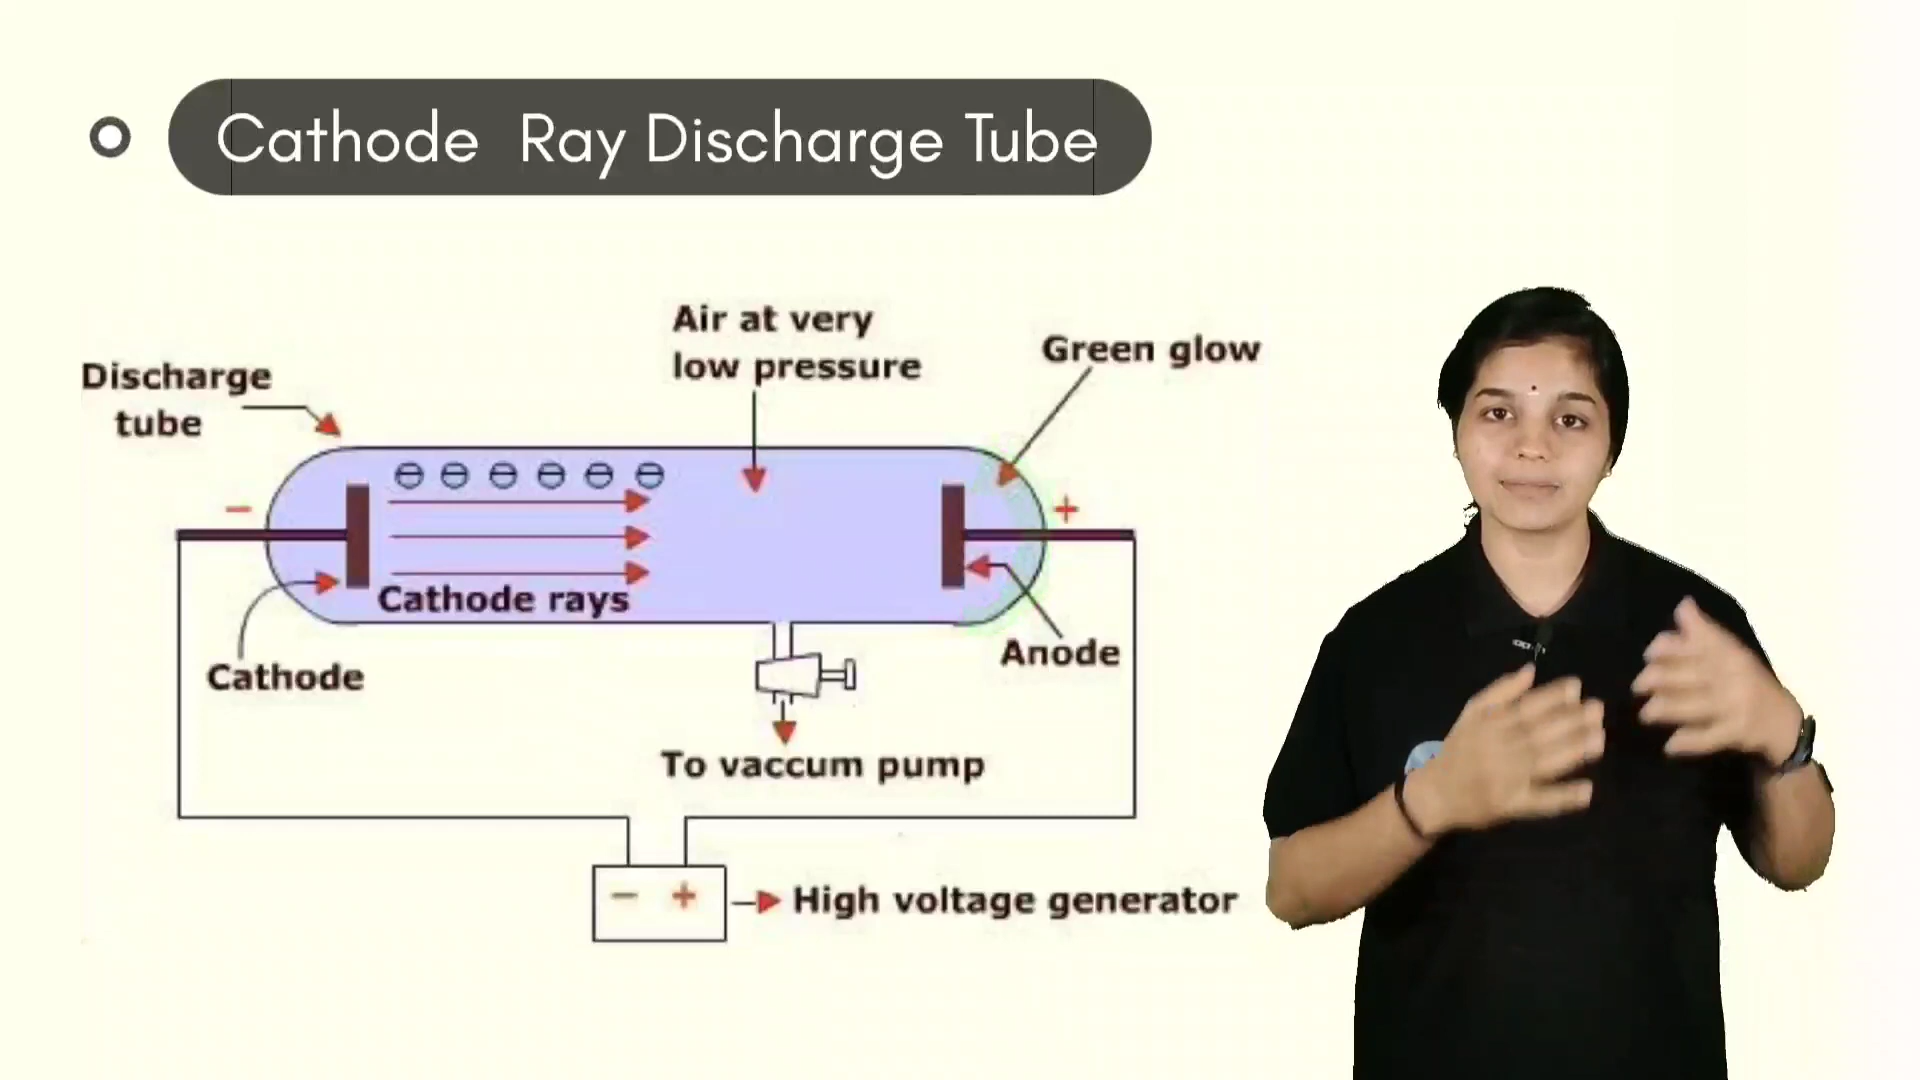 Cathode Ray Discharge Tube
Air at very
low pressure
Green glow
Discharge
tube
− +
Cathode rays
Cathode
Anode
To vaccum pump
− +
High voltage generator